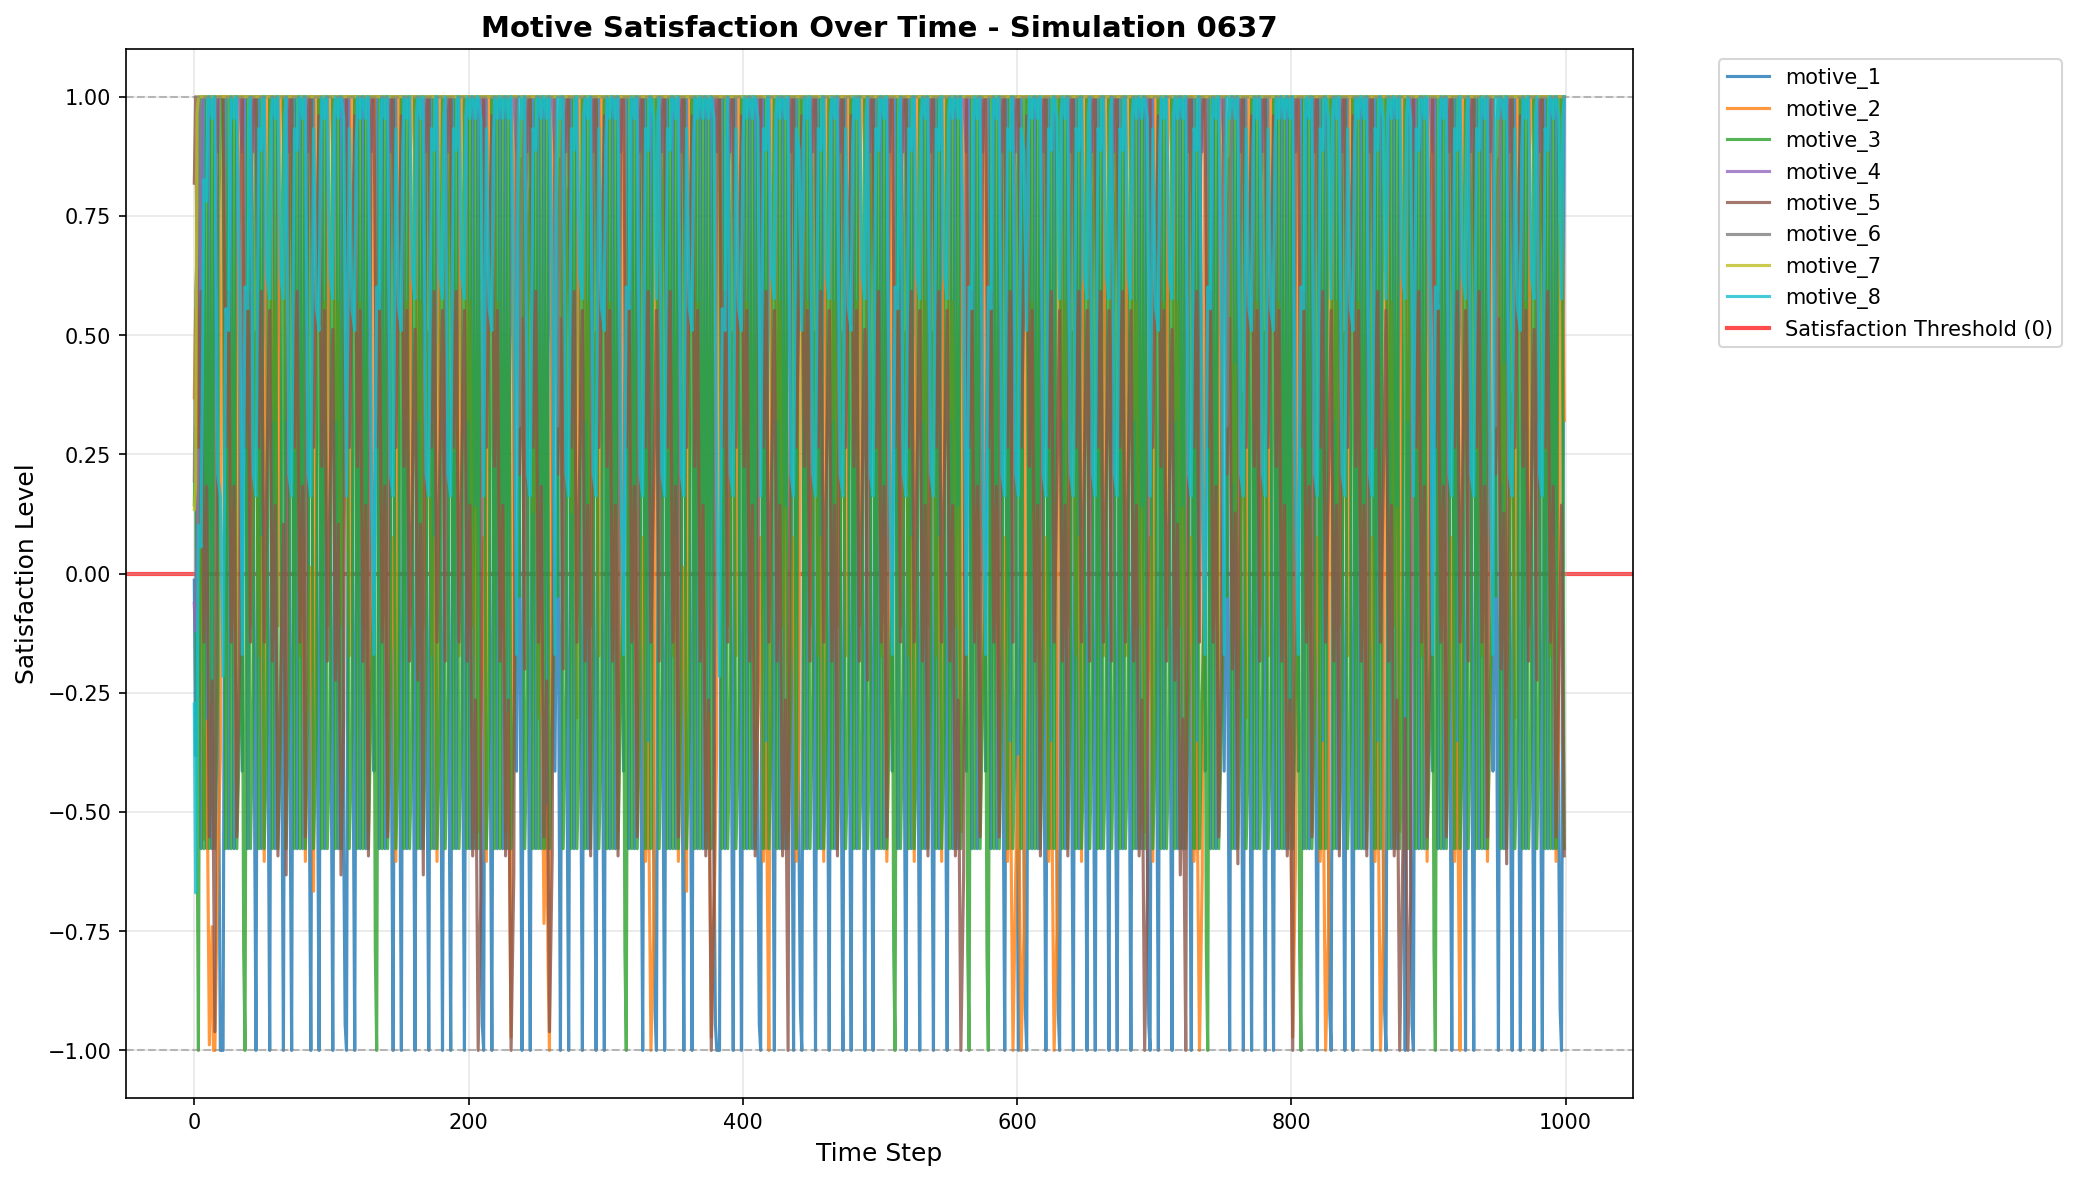 Motive Satisfaction Over Time - Simulation 0637
1.00
0.75
0.50
0.25
0.00
−0.25
−0.50
−0.75
−1.00
Satisfaction Level
0
200
400
600
800
1000
Time Step
motive_1
motive_2
motive_3
motive_4
motive_5
motive_6
motive_7
motive_8
Satisfaction Threshold (0)